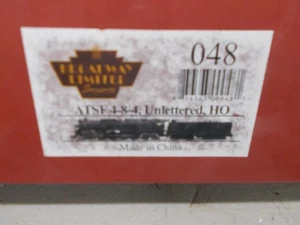 BROADWAY
LIMITED
Imports
048
ATSF 4-8-4, Unlettered, HO
Made in China